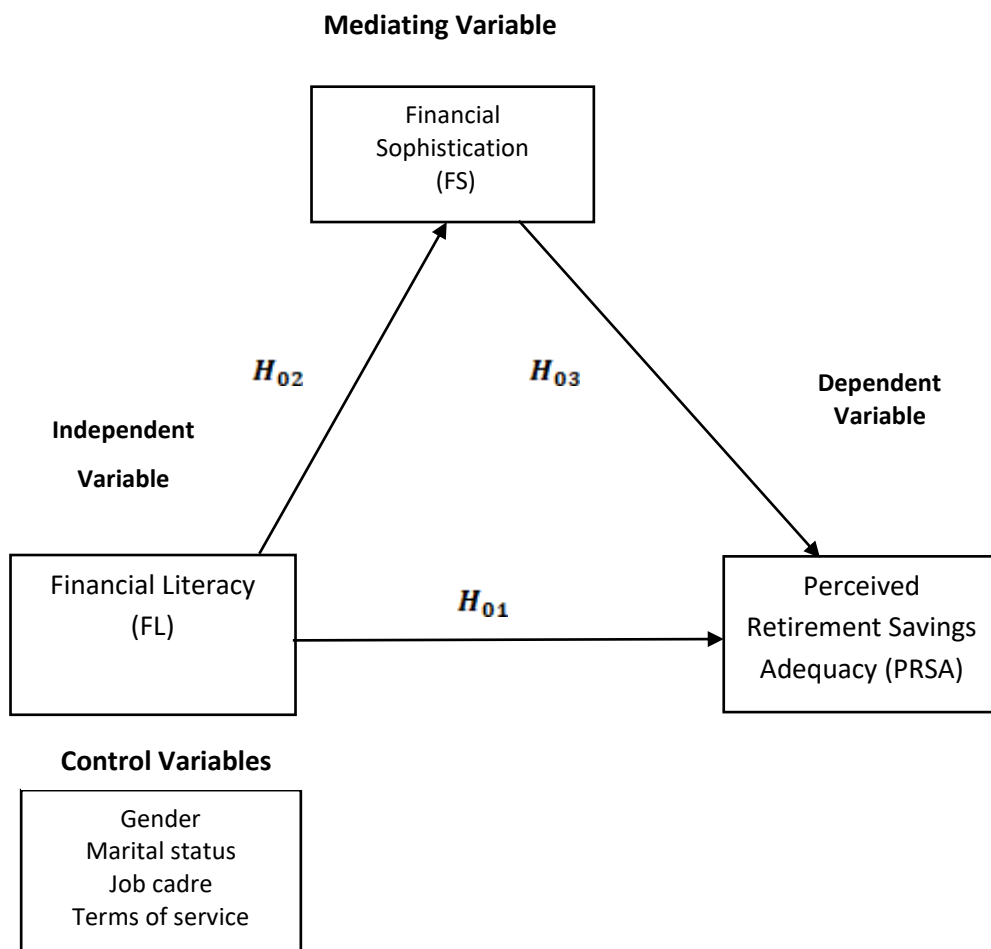 Mediating Variable
Financial
Sophistication
(FS)
H02
H03
Dependent
Variable
Independent
Variable
Financial Literacy
(FL)
H01
Perceived
Retirement Savings
Adequacy (PRSA)
Control Variables
Gender
Marital status
Job cadre
Terms of service